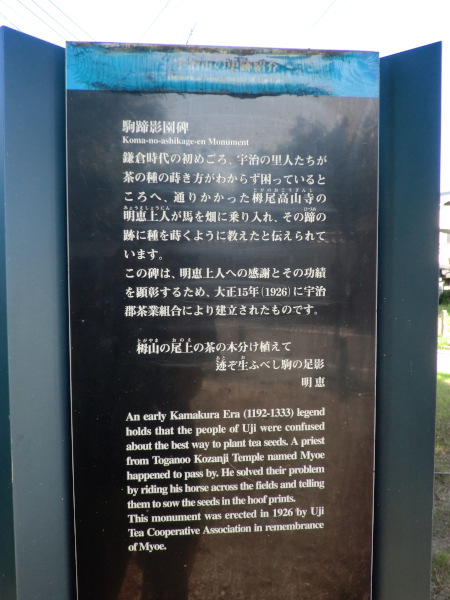 駒蹄影園碑
Koma-no-ashikage-en Monument
鎌倉時代の初めごろ、宇治の里人たちが
茶の種の蒔き方がわからず困っていると
ころへ、通りかかった栂尾高山寺の
明恵上人が馬を畑に乗り入れ、その蹄の
跡に種を蒔くように教えたと伝えられて
います。
この碑は、明恵上人への感謝とその功績
を顕彰するため、大正15年(1926)に宇治
郡茶業組合により建立されたものです。
栂山の尾上の茶の木分け植えて
迹ぞ生ふべし駒の足影
明恵
An early Kamakura Era (1192-1333) legend
holds that the people of Uji were confused
about the best way to plant tea seeds. A priest
from Toganoo Kozanji Temple named Myoe
happened to pass by. He solved their problem
by riding his horse across the fields and telling
them to sow the seeds in the hoof prints.
This monument was erected in 1926 by Uji
Tea Cooperative Association in remembrance
of Myoe.